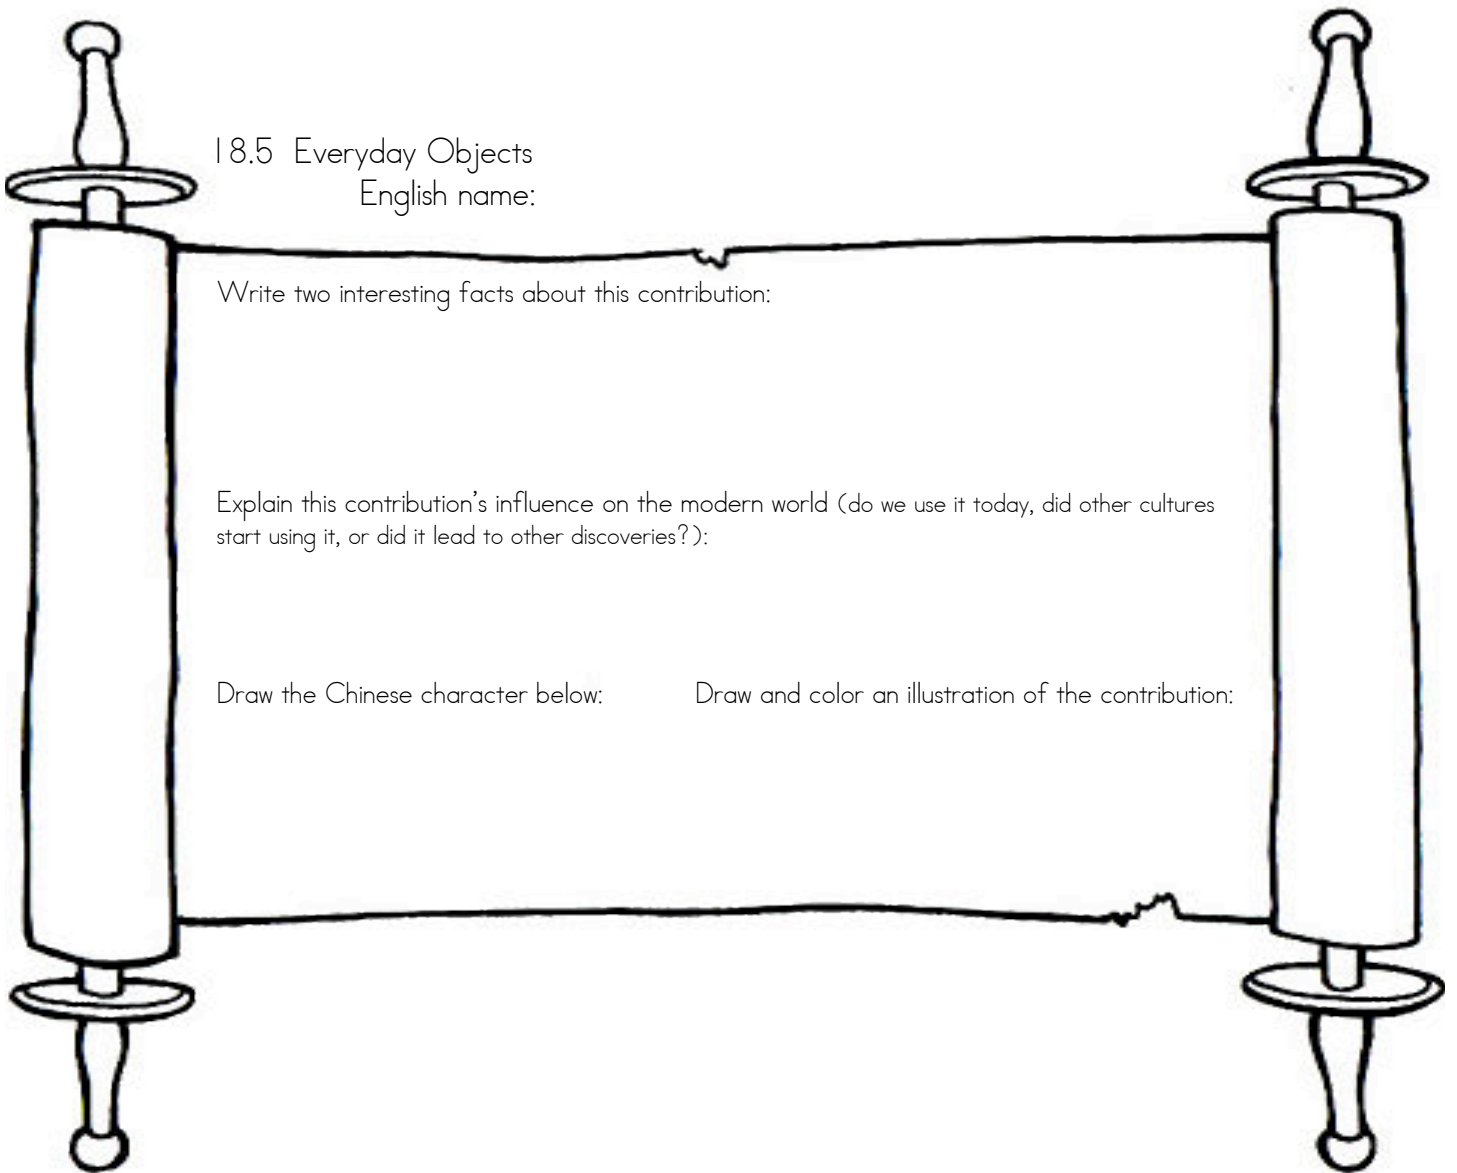 18.5 Everyday Objects
English name:
Write two interesting facts about this contribution:
Explain this contribution's influence on the modern world (do we use it today, did other cultures
start using it, or did it lead to other discoveries?):
Draw the Chinese character below:
Draw and color an illustration of the contribution: